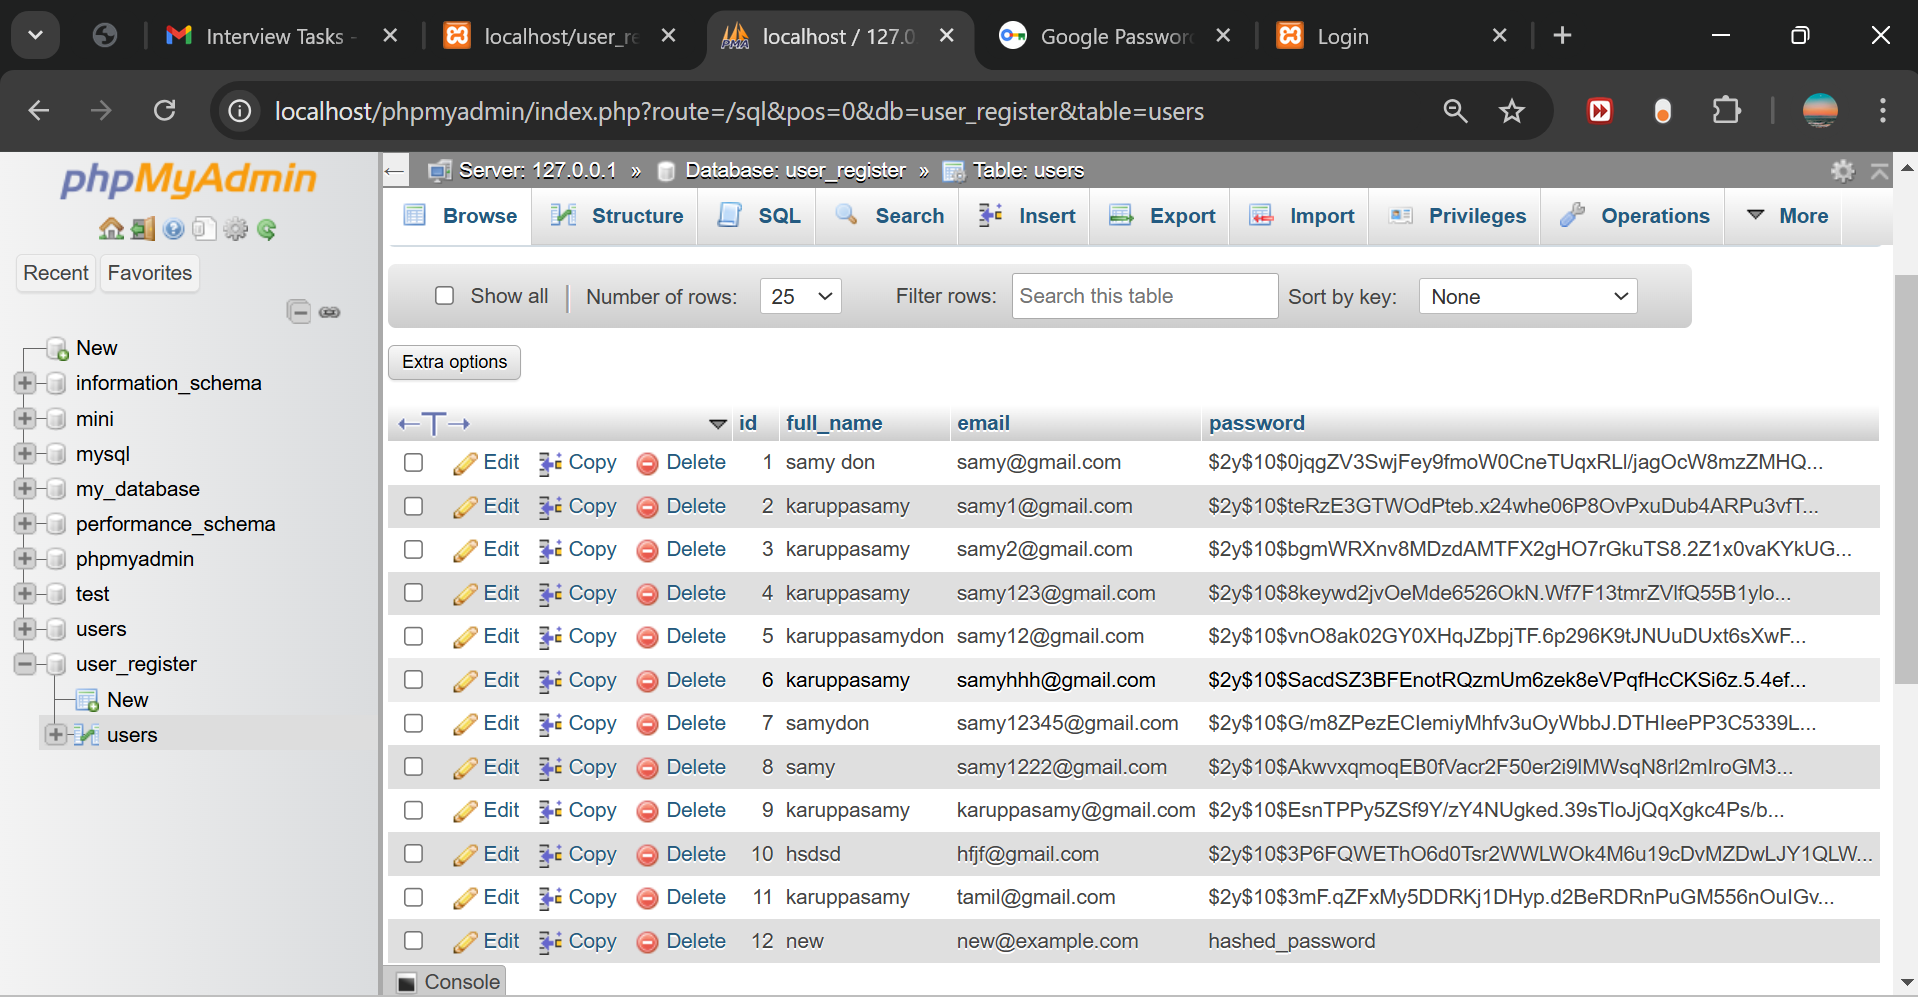 Interview Tasks -
localhost/user_re
localhost / 127.0
Google Password
Login
localhost/phpmyadmin/index.php?route=/sql&pos=0&db=user_register&table=users
phpMyAdmin
Recent Favorites
New
information_schema
mini
mysql
my_database
performance_schema
phpmyadmin
test
users
user_register
New
users
Server: 127.0.0.1 » Database: user_register » Table: users
Browse Structure SQL Search Insert Export Import Privileges Operations More
Show all Number of rows: 25 Filter rows: Search this table Sort by key: None
Extra options
id full_name email password
Edit Copy Delete 1 samy don samy@gmail.com $2y$10$0jqgZV3SwjFey9fmoW0CneTUqxRLl/jagOcW8mzZMHQ...
Edit Copy Delete 2 karuppasamy samy1@gmail.com $2y$10$teRzE3GTWOdPteb.x24whe06P8OvPxuDub4ARPu3vfT...
Edit Copy Delete 3 karuppasamy samy2@gmail.com $2y$10$bgmWRXnv8MDzdAMTFX2gHO7rGkuTS8.2Z1x0vaKYkUG...
Edit Copy Delete 4 karuppasamy samy123@gmail.com $2y$10$8keywd2jvOeMde6526OkN.Wf7F13tmrZVlfQ55B1ylo...
Edit Copy Delete 5 karuppasamydon samy12@gmail.com $2y$10$vnO8ak02GY0XHqJZbpjTF.6p296K9tJNUuDUxt6sXwF...
Edit Copy Delete 6 karuppasamy samyhhh@gmail.com $2y$10$SacdSZ3BFEnotRQzmUm6zek8eVPqfHcCKSi6z.5.4ef...
Edit Copy Delete 7 samydon samy12345@gmail.com $2y$10$G/m8ZPezEClemiyMhfv3uOyWbbJ.DTHIeePP3C5339L...
Edit Copy Delete 8 samy samy1222@gmail.com $2y$10$AkwvxqmoqEB0fVacr2F50er2i9lMWsqN8rl2mlroGM3...
Edit Copy Delete 9 karuppasamy karuppasamy@gmail.com $2y$10$EsnTPPy5ZSf9Y/zY4NUgked.39sTloJjQqXgkc4Ps/b...
Edit Copy Delete 10 hsdsd hfjf@gmail.com $2y$10$3P6FQWEThO6d0Tsr2WWLWOk4M6u19cDvMZDwLJY1QLW...
Edit Copy Delete 11 karuppasamy tamil@gmail.com $2y$10$3mF.qZFxMy5DDRKj1DHyp.d2BeRDRnPuGM556nOuIGv...
Edit Copy Delete 12 new new@example.com hashed_password
Console